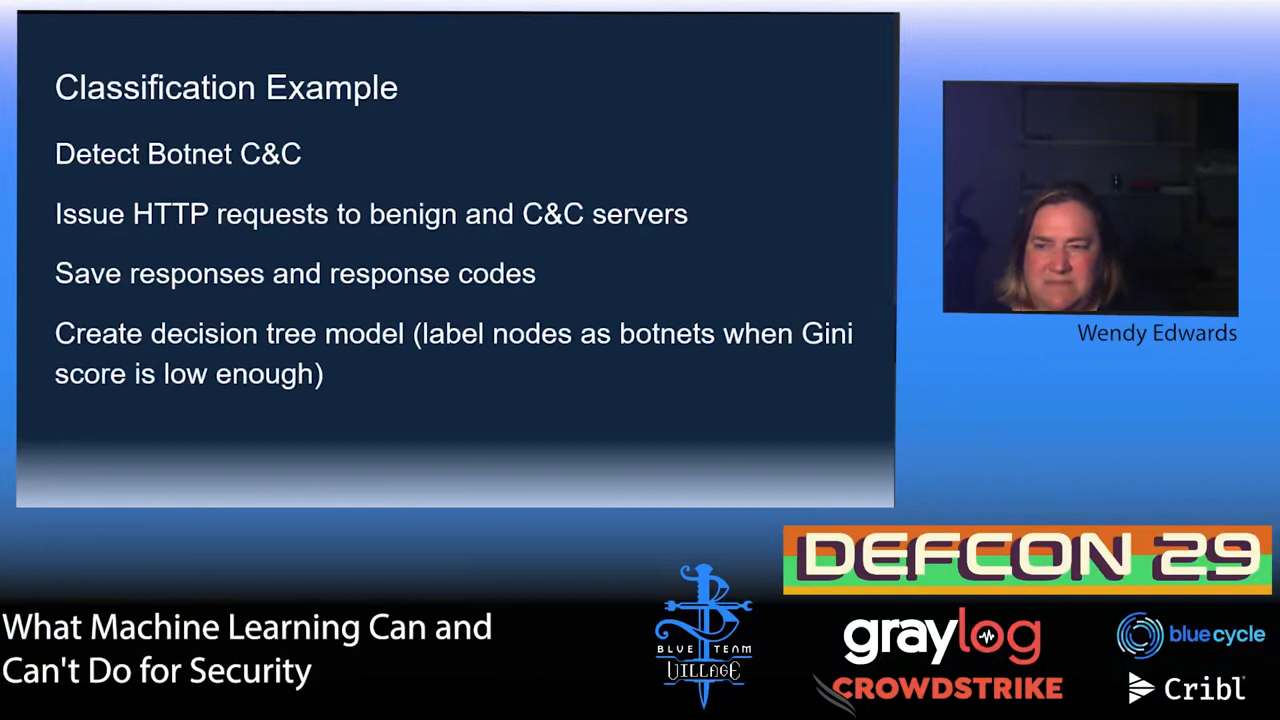 Classification Example
Detect Botnet C&C
Issue HTTP requests to benign and C&C servers
Save responses and response codes
Create decision tree model (label nodes as botnets when Gini
score is low enough)
Wendy Edwards
DEFCON 29
What Machine Learning Can and
Can't Do for Security
BLUE TEAM
VILLAGE
graylog
blue cycle
CROWDSTRIKE
Cribl